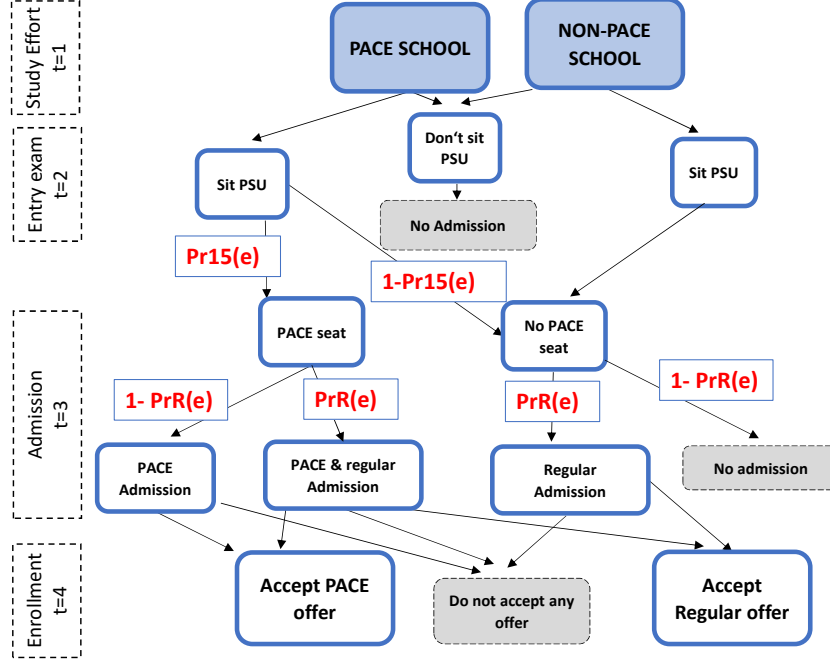 Study Effort
t=1
PACE SCHOOL
NON-PACE
SCHOOL
Entry exam
t=2
Sit PSU
Don't sit
PSU
Sit PSU
No Admission
Pr15(e)
1-Pr15(e)
Admission
t=3
PACE seat
No PACE
seat
1- PrR(e)
PrR(e)
PrR(e)
1- PrR(e)
PACE
Admission
PACE & regular
Admission
Regular
Admission
No admission
Enrollment
t=4
Accept PACE
offer
Do not accept any
offer
Accept
Regular offer